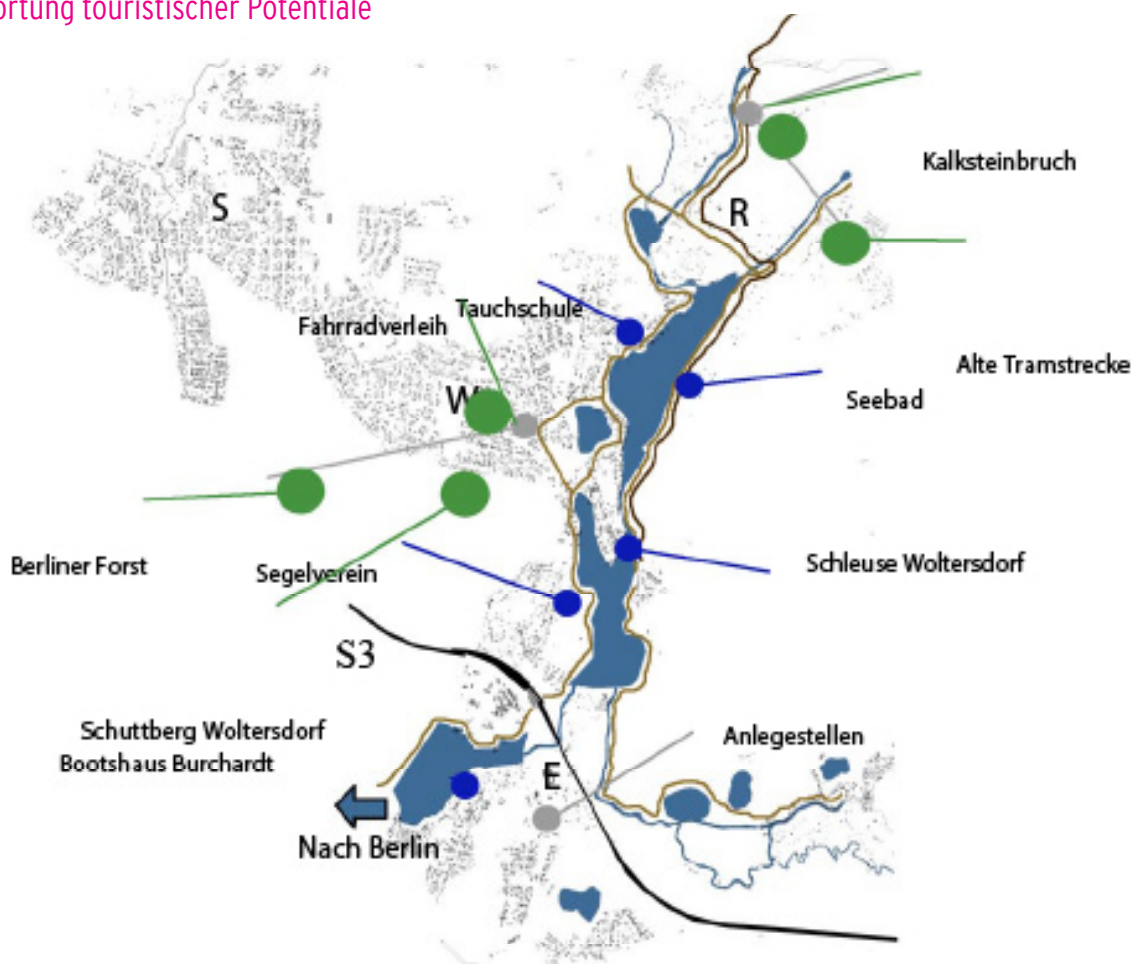 ortung touristischer Potentiale
Kalksteinbruch
S
R
Tauchschule
Fahrradverleih
Alte Tramstrecke
W
Seebad
Berliner Forst
Segelverein
Schleuse Woltersdorf
S3
Schuttberg Woltersdorf
Anlegestellen
Bootshaus Burchardt
E
Nach Berlin